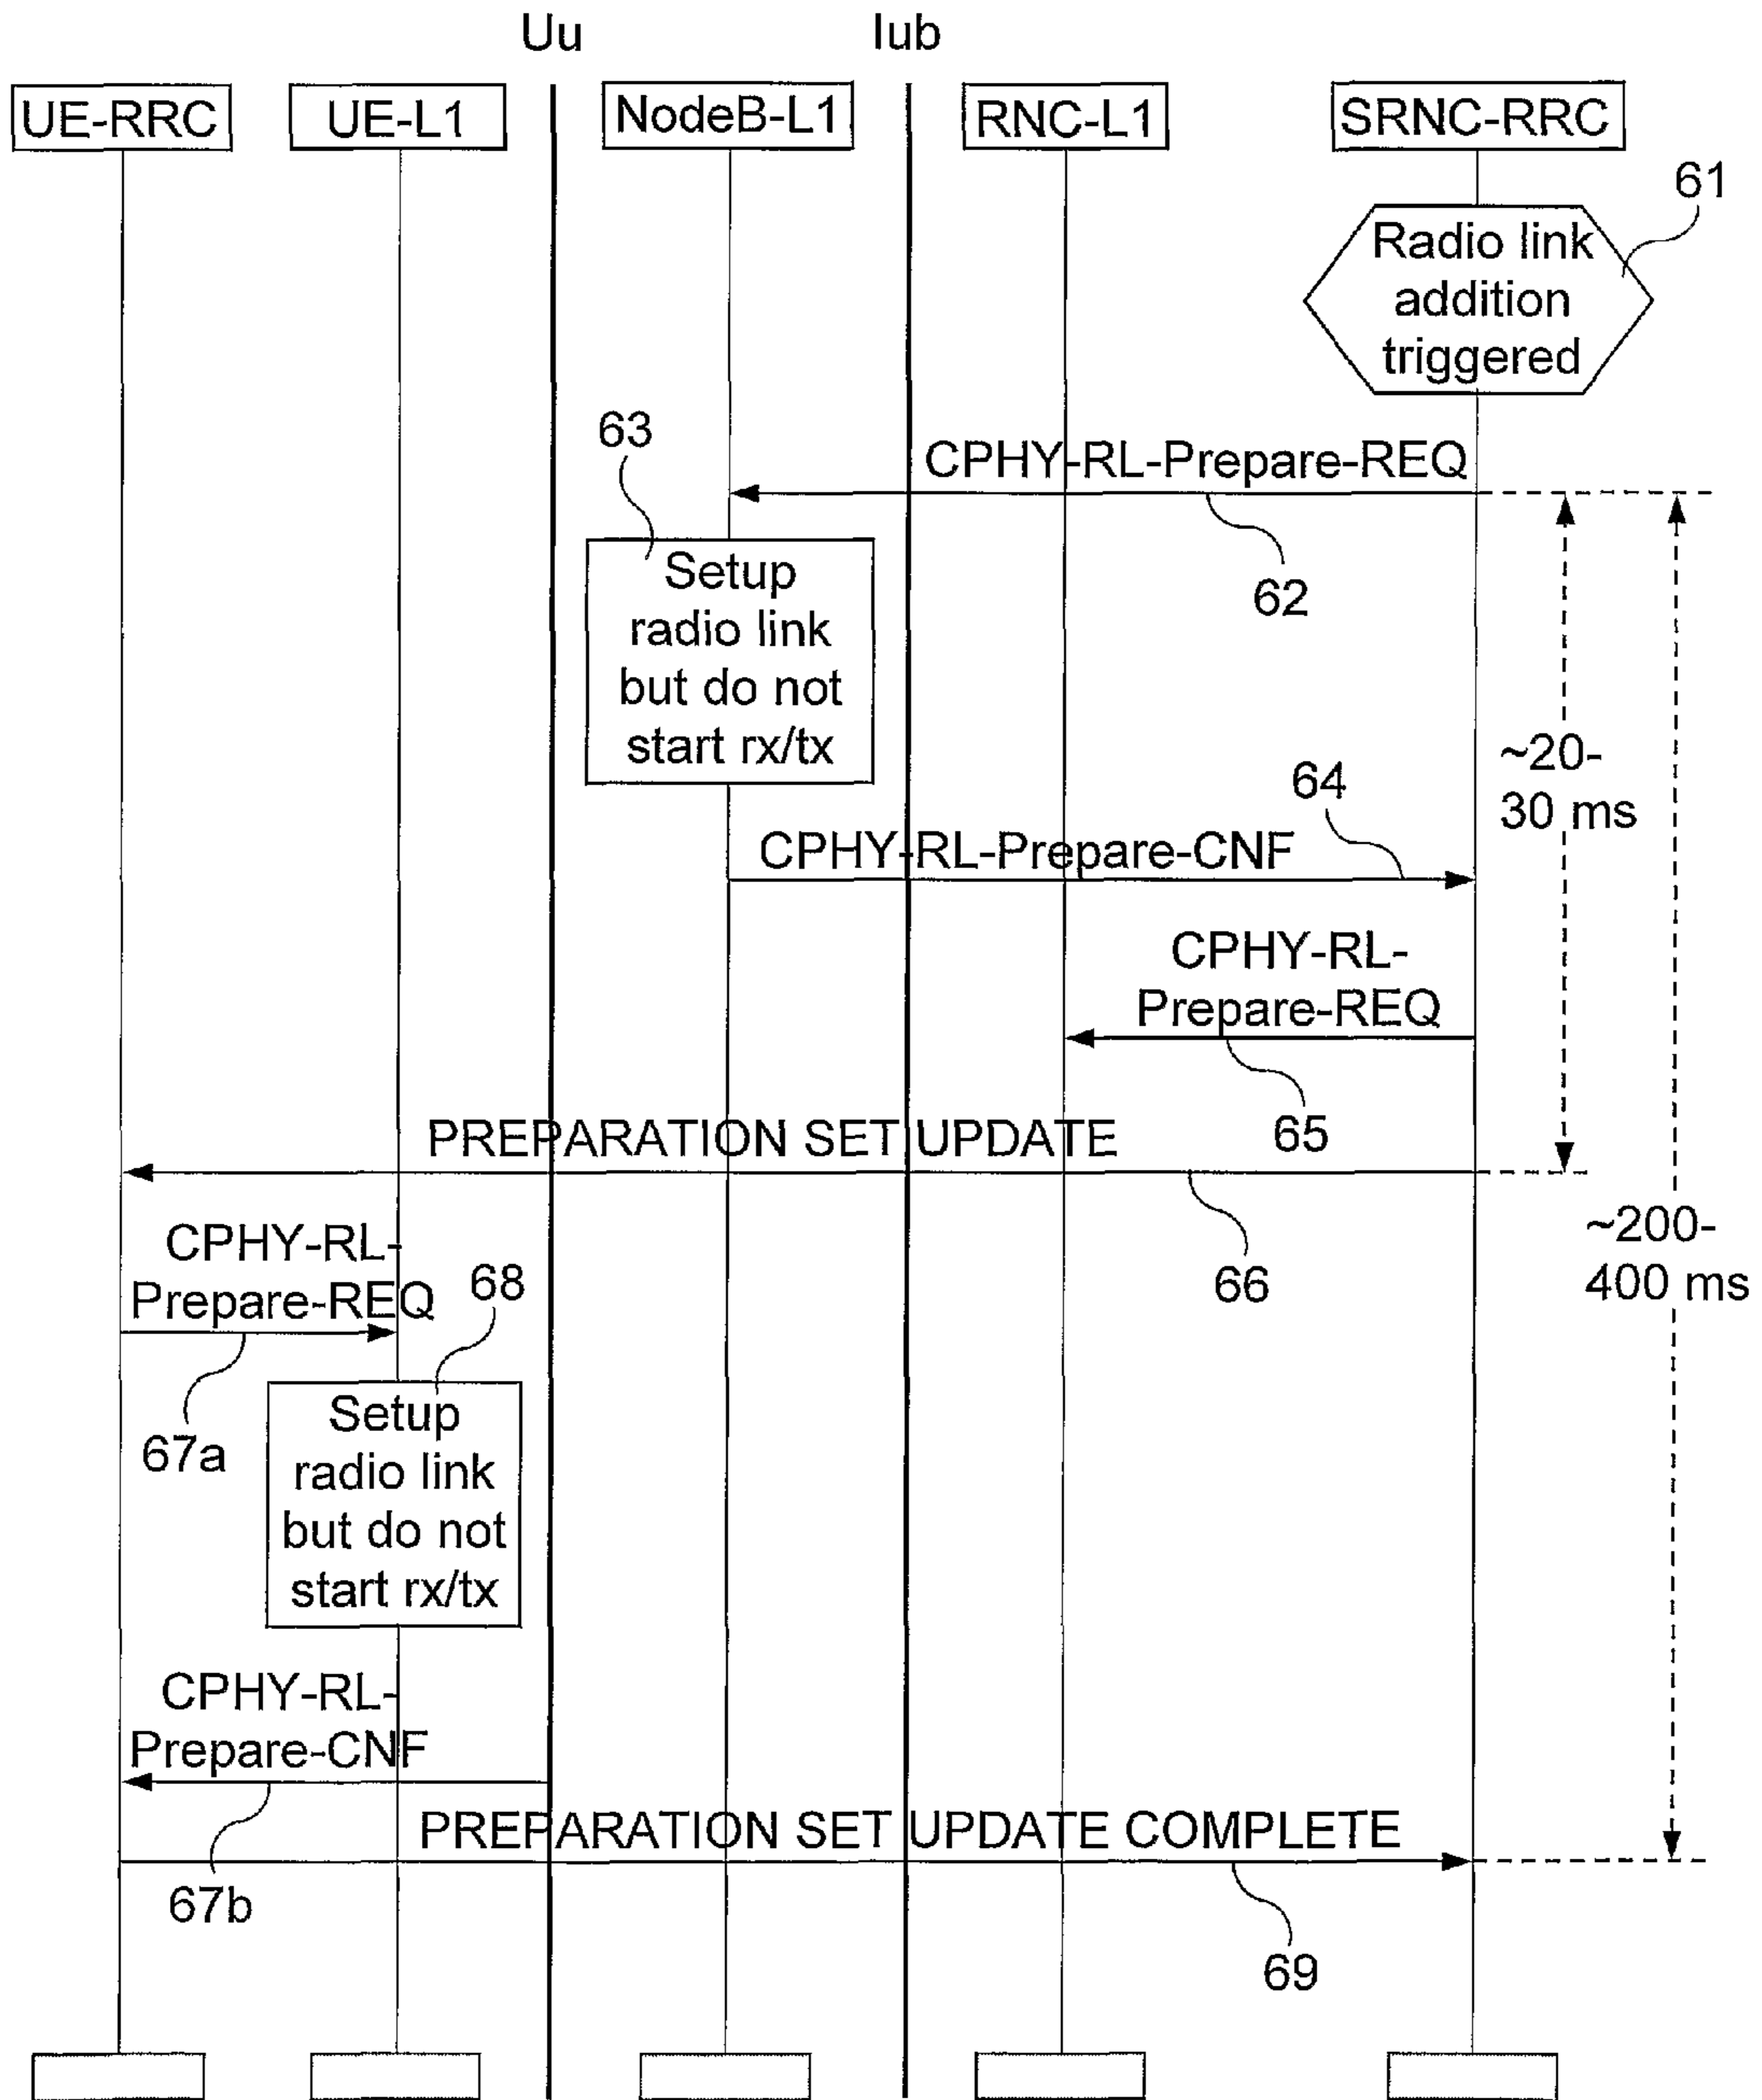 Uu
Iub
UE-RRC
UE-L1
NodeB-L1
RNC-L1
SRNC-RRC
61
Radio link
addition
triggered
63
CPHY-RL-Prepare-REQ
62
Setup
radio link
but do not
start rx/tx
~20-
30 ms
64
CPHY-RL-Prepare-CNF
CPHY-RL-
Prepare-REQ
65
PREPARATION SET UPDATE
66
~200-
400 ms
CPHY-RL-
Prepare-REQ
68
67a
Setup
radio link
but do not
start rx/tx
CPHY-RL-
Prepare-CNF
67b
PREPARATION SET UPDATE COMPLETE
69